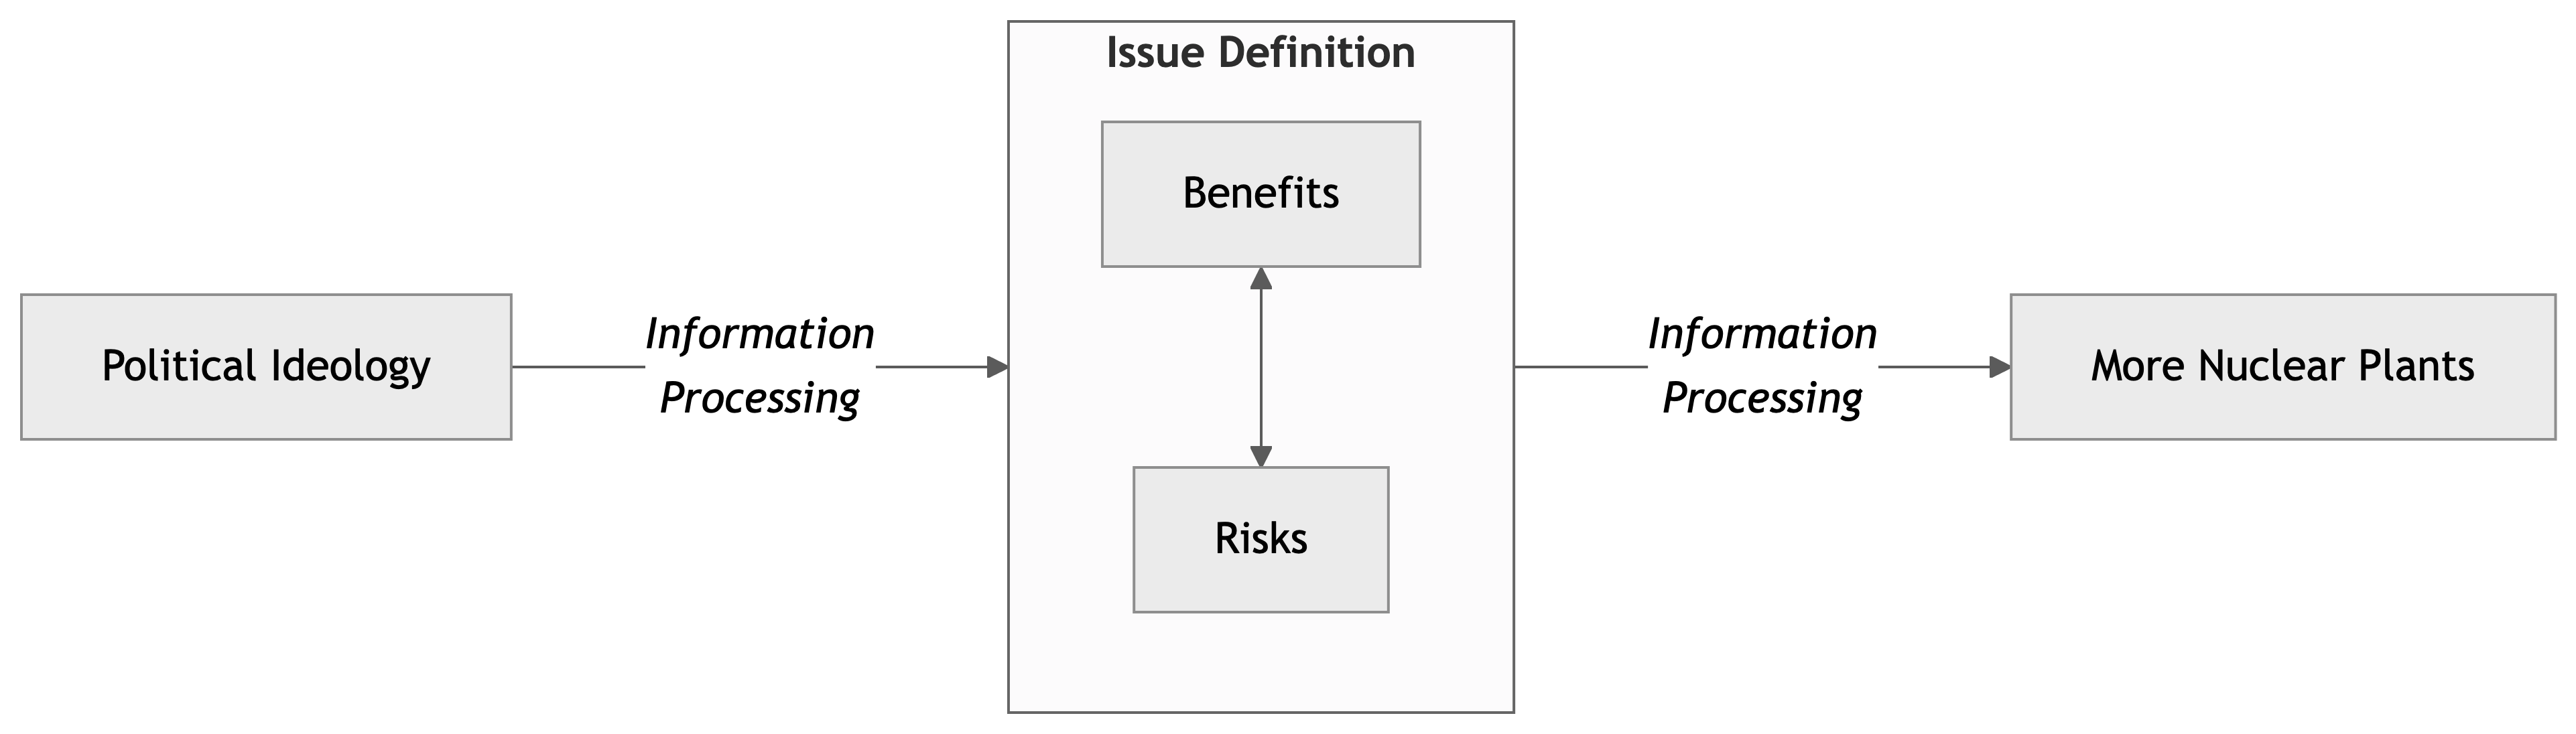 Issue Definition
Benefits
Political Ideology
Information
Processing
Information
Processing
More Nuclear Plants
Risks